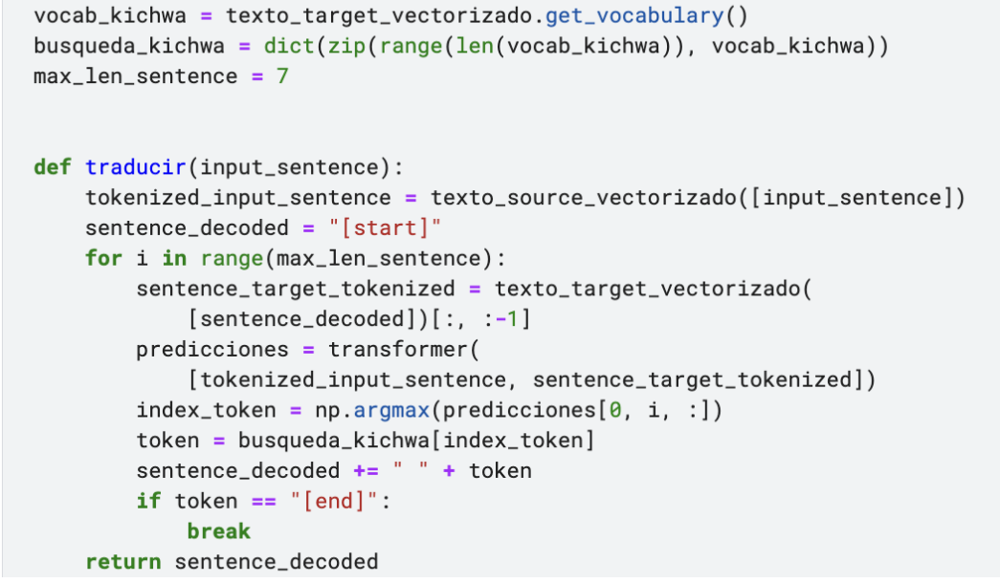 vocab_kichwa = texto_target_vectorizado.get_vocabulary()
busqueda_kichwa = dict(zip(range(len(vocab_kichwa)), vocab_kichwa))
max_len_sentence = 7
def traducir(input_sentence):
    tokenized_input_sentence = texto_source_vectorizado([input_sentence])
    sentence_decoded = "[start]"
    for i in range(max_len_sentence):
        sentence_target_tokenized = texto_target_vectorizado(
            [sentence_decoded])[:, :-1]
        predicciones = transformer(
            [tokenized_input_sentence, sentence_target_tokenized])
        index_token = np.argmax(predicciones[0, i, :])
        token = busqueda_kichwa[index_token]
        sentence_decoded += " " + token
        if token == "[end]":
            break
    return sentence_decoded